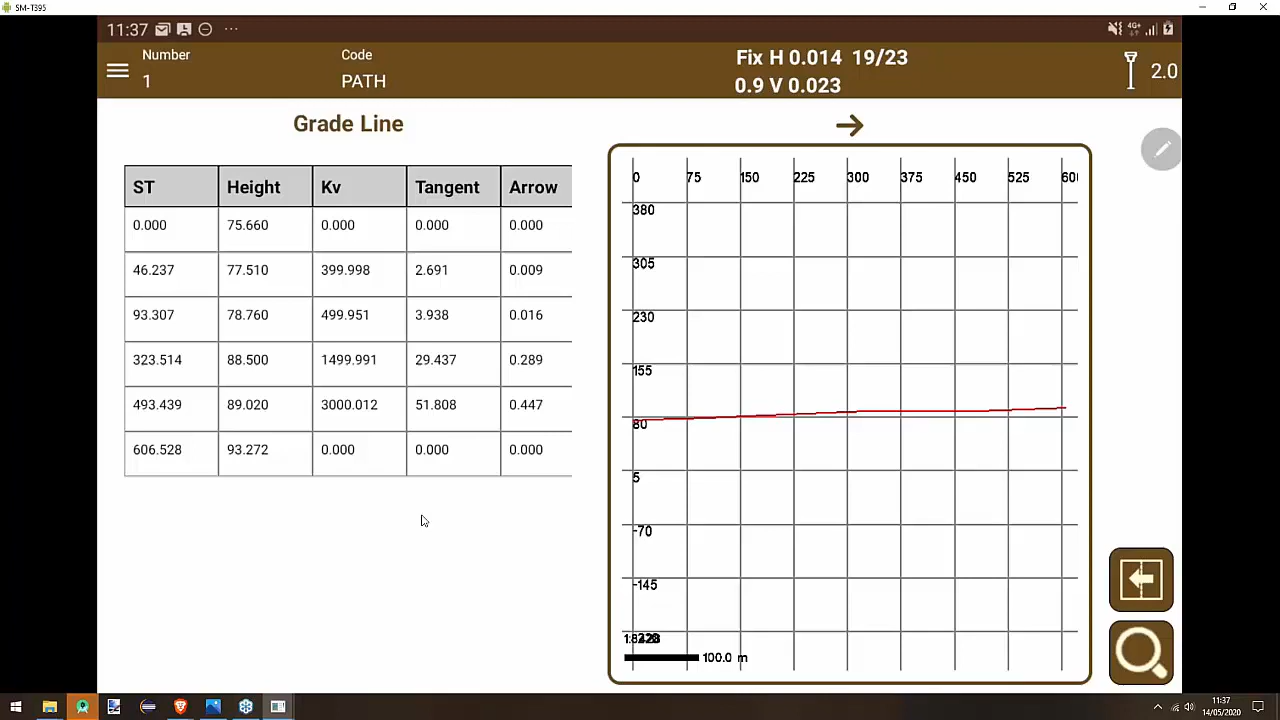 SM-T395
11:37
4G+
Number
Code
1
PATH
Fix H 0.014 19/23
0.9 V 0.023
2.0
Grade Line
ST Height Kv Tangent Arrow
0.000 75.660 0.000 0.000 0.000
46.237 77.510 399.998 2.691 0.009
93.307 78.760 499.951 3.938 0.016
323.514 88.500 1499.991 29.437 0.289
493.439 89.020 3000.012 51.808 0.447
606.528 93.272 0.000 0.000 0.000
0 75 150 225 300 375 450 525 60
380
305
230
155
80
5
-70
-145
100.0 m
11:37
14/05/2020